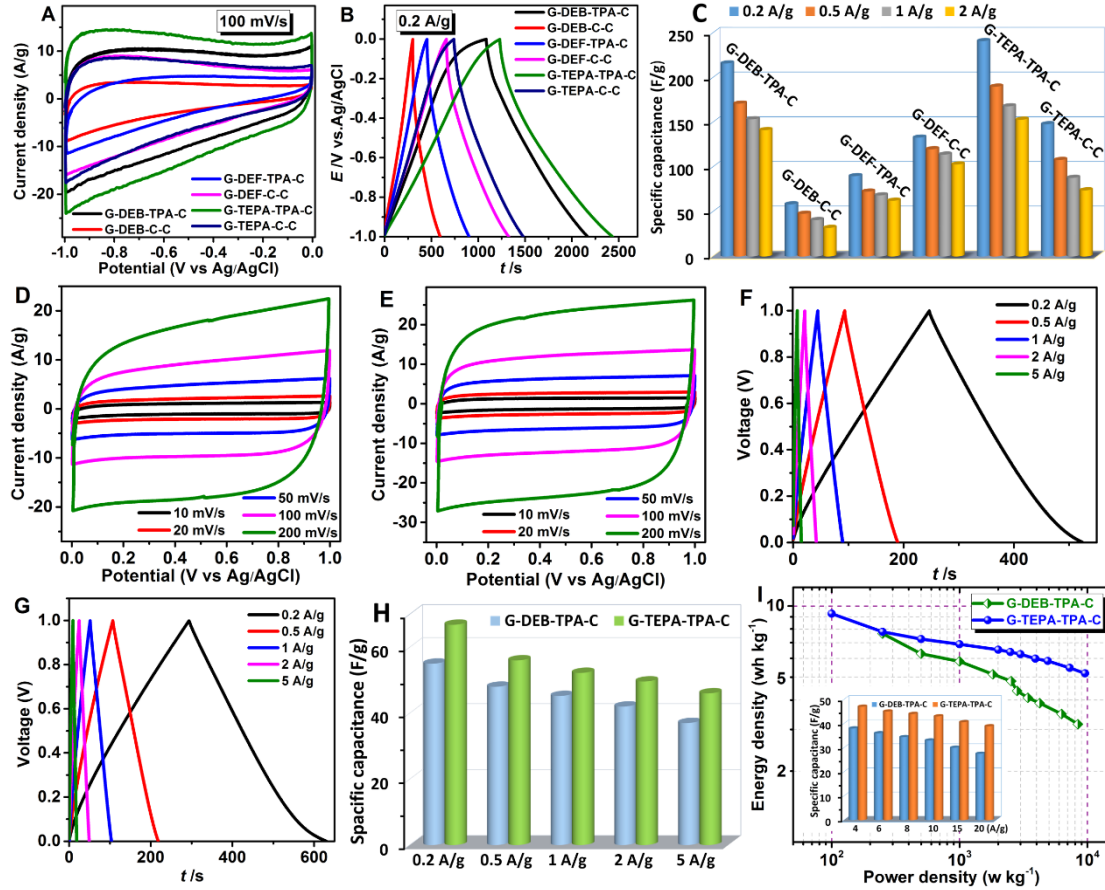 A
100 mV/s
Current density (A/g)
20
10
0
-10
-20
G-DEF-TPA-C
G-DEF-C-C
G-DEB-TPA-C
G-TEPA-TPA-C
G-DEB-C-C
G-TEPA-C-C
-1.0 -0.8 -0.6 -0.4 -0.2 0.0
Potential (V vs Ag/AgCl)
B
0.2 A/g
E /V vs.Ag/AgCl
0.0
-0.2
-0.4
-0.6
-0.8
-1.0
G-DEB-TPA-C
G-DEB-C-C
G-DEF-TPA-C
G-DEF-C-C
G-TEPA-TPA-C
G-TEPA-C-C
0 500 1000 1500 2000 2500
t /s
C
0.2 A/g 0.5 A/g 1 A/g 2 A/g
Specific capacitance (F/g)
250
200
150
100
50
0
G-DEB-TPA-C
G-DEB-C-C
G-DEF-TPA-C
G-DEF-C-C
G-TEPA-TPA-C
G-TEPA-C-C
D
Current density (A/g)
20
10
0
-10
-20
50 mV/s
10 mV/s
100 mV/s
20 mV/s
200 mV/s
0.0 0.2 0.4 0.6 0.8 1.0
Potential (V vs Ag/AgCl)
E
Current density (A/g)
20
10
0
-10
-20
-30
50 mV/s
10 mV/s
100 mV/s
20 mV/s
200 mV/s
0.0 0.2 0.4 0.6 0.8 1.0
Potential (V vs Ag/AgCl)
F
Voltage (V)
1.0
0.8
0.6
0.4
0.2
0.0
0.2 A/g
0.5 A/g
1 A/g
2 A/g
5 A/g
0 200 400
t /s
G
Voltage (V)
1.0
0.8
0.6
0.4
0.2
0.0
0.2 A/g
0.5 A/g
1 A/g
2 A/g
5 A/g
0 200 400 600
t /s
H
G-DEB-TPA-C G-TEPA-TPA-C
Spacific capacitance (F/g)
60
40
20
0
0.2 A/g 0.5 A/g 1 A/g 2 A/g 5 A/g
I
G-DEB-TPA-C
G-TEPA-TPA-C
Energy density (wh kg⁻¹)
10
5
2
G-DEB-TPA-C G-TEPA-TPA-C
Specific capacitance (F/g)
50
40
30
20
10
0
4 6 8 10 15 20 (A/g)
10² 10³ 10⁴
Power density (w kg⁻¹)